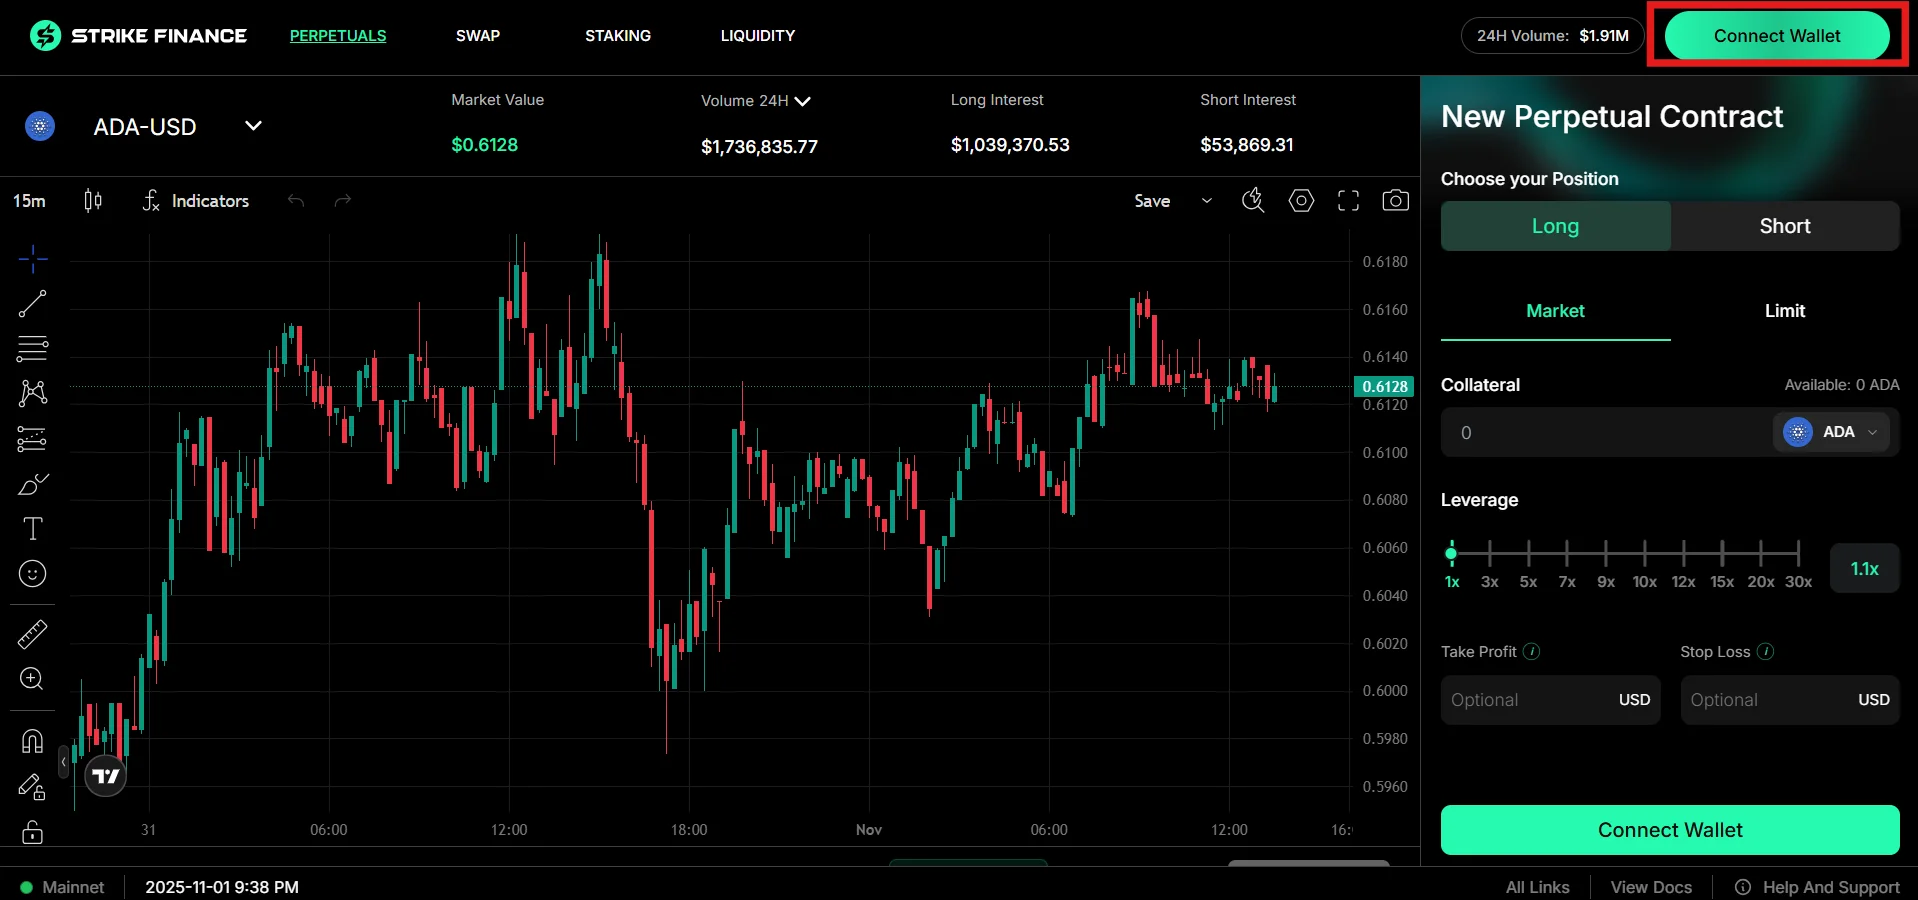 STRIKE FINANCE
PERPETUALS
SWAP
STAKING
LIQUIDITY
24H Volume: $1.91M
Connect Wallet
ADA-USD
Market Value
$0.6128
Volume 24H
$1,736,835.77
Long Interest
$1,039,370.53
Short Interest
$53,869.31
15m
Indicators
Save
0.6180
0.6160
0.6140
0.6128
0.6120
0.6100
0.6080
0.6060
0.6040
0.6020
0.6000
0.5980
0.5960
31
06:00
12:00
18:00
Nov
06:00
12:00
16:
New Perpetual Contract
Choose your Position
Long
Short
Market
Limit
Collateral
Available: 0 ADA
0
ADA
Leverage
1x 3x 5x 7x 9x 10x 12x 15x 20x 30x
1.1x
Take Profit
Stop Loss
Optional USD
Optional USD
Connect Wallet
Mainnet
2025-11-01 9:38 PM
All Links
View Docs
Help And Support